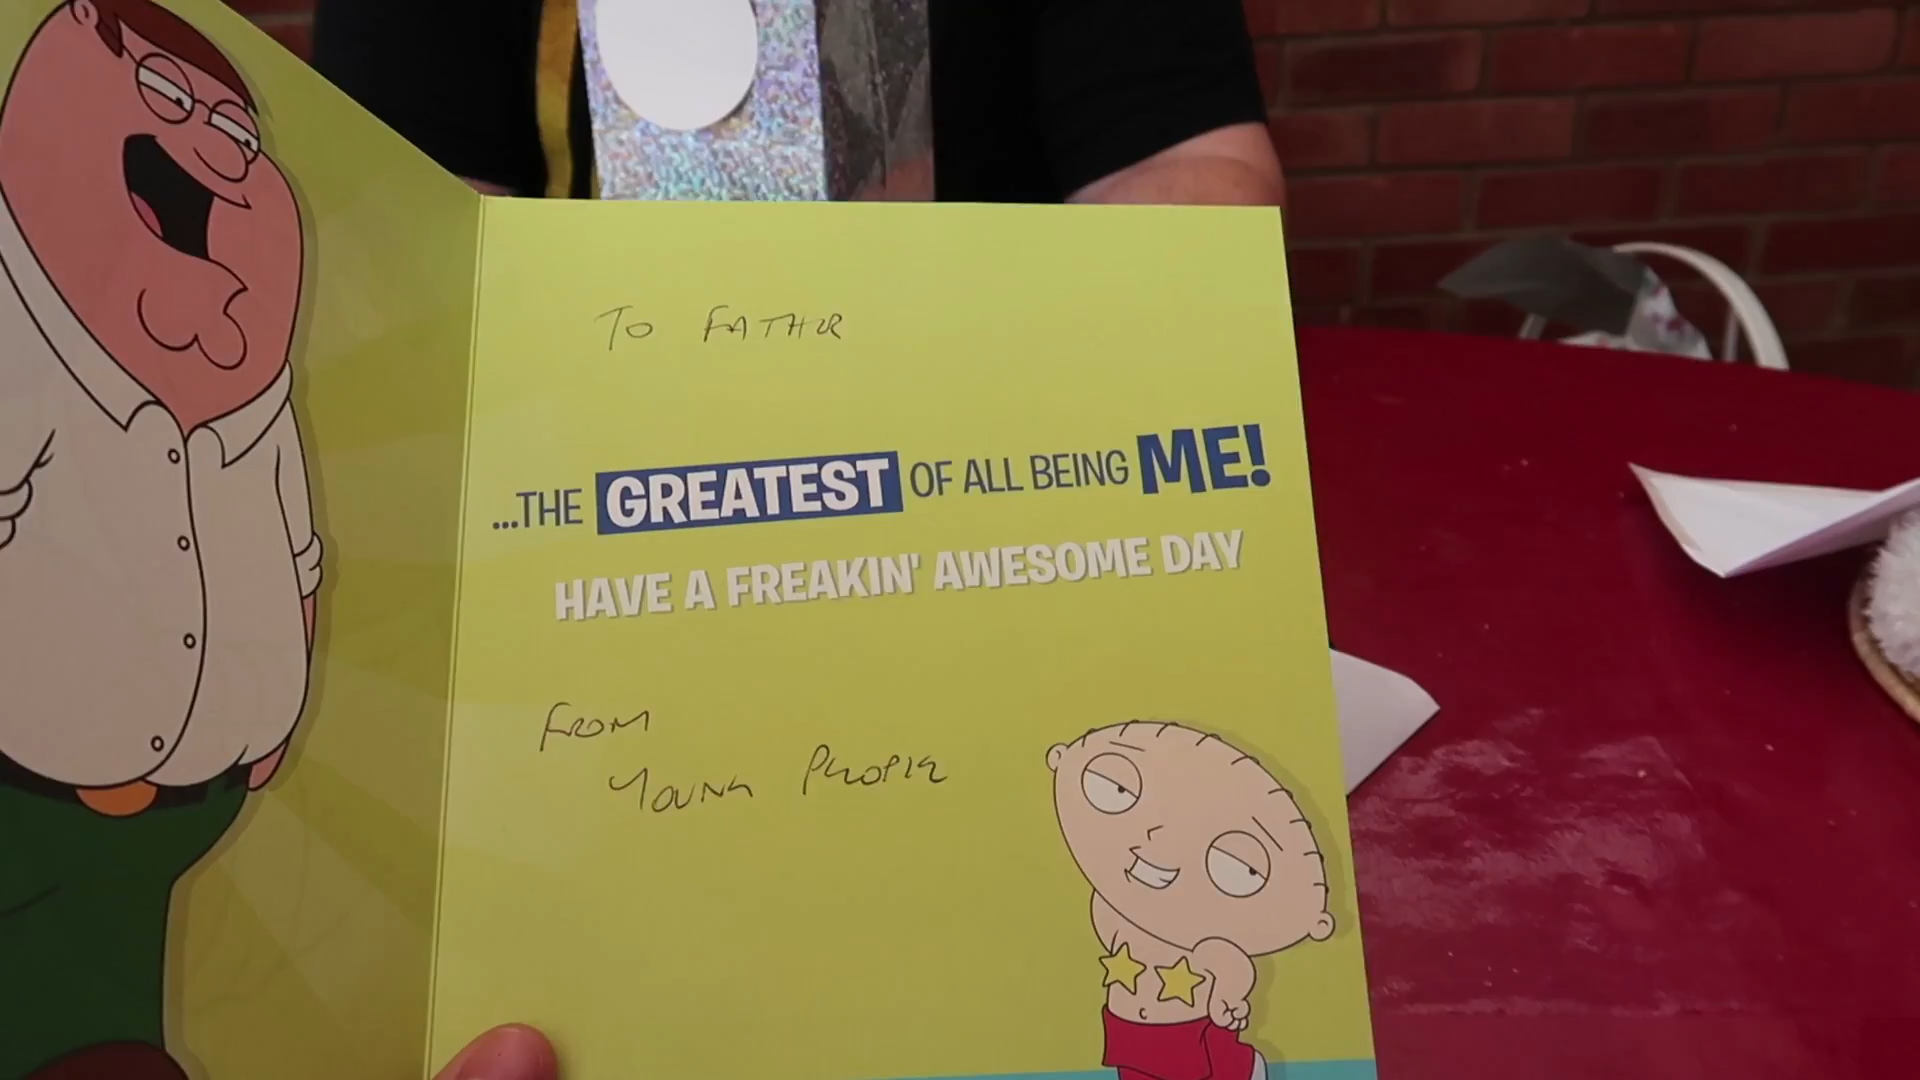 TO FATHER
...THE GREATEST OF ALL BEING ME!
HAVE A FREAKIN' AWESOME DAY
FROM
YOUNG PEOPLE